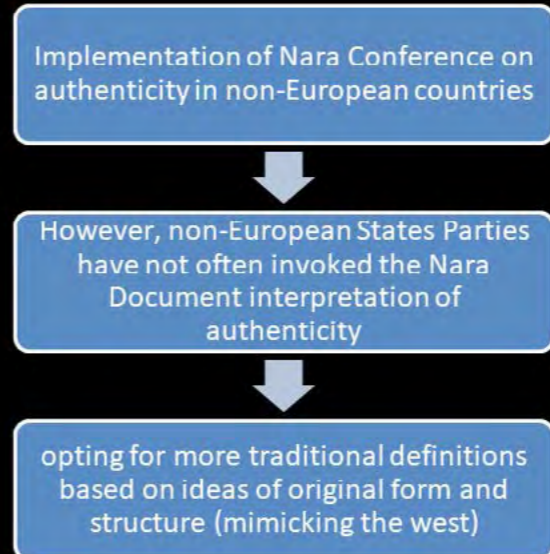 Implementation of Nara Conference on
authenticity in non-European countries
However, non-European States Parties
have not often invoked the Nara
Document interpretation of
authenticity
opting for more traditional definitions
based on ideas of original form and
structure (mimicking the west)